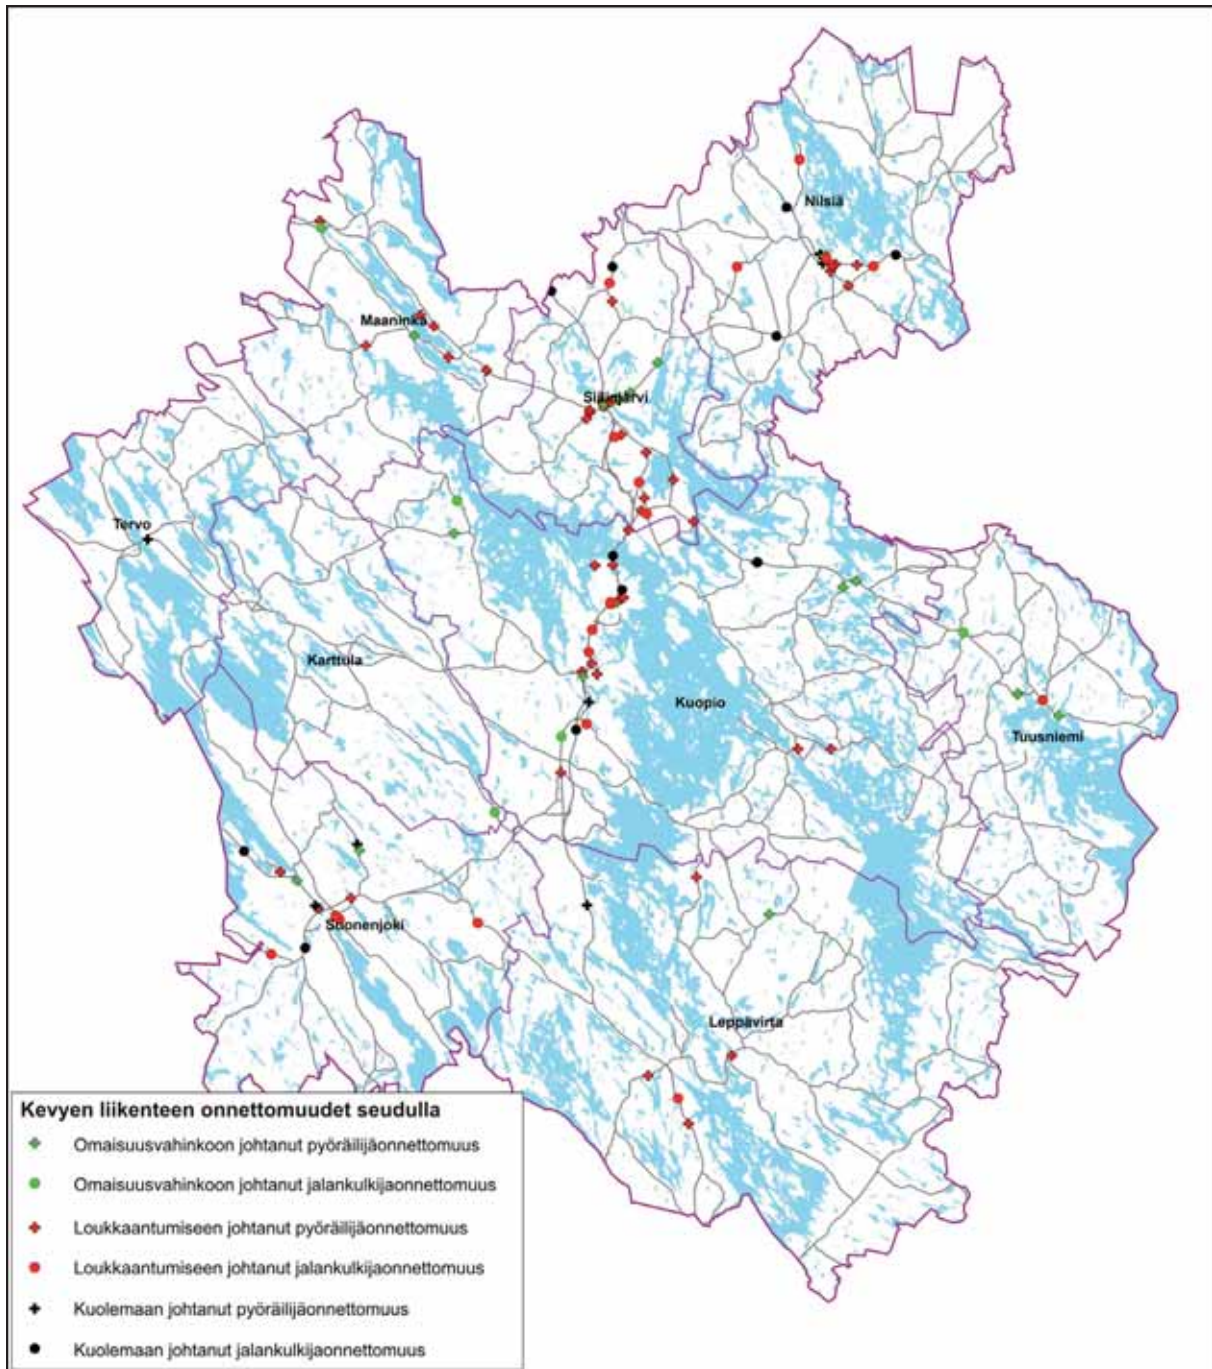 Nilsiä
Maaninka
Siilinjärvi
Tervo
Karttula
Kuopio
Tuusniemi
Suonenjoki
Leppävirta
Kevyen liikenteen onnettomuudet seudulla
Omaisuusvahinkoon johtanut pyöräilijäonnettomuus
Omaisuusvahinkoon johtanut jalankulkijaonnettomuus
Loukkaantumiseen johtanut pyöräilijäonnettomuus
Loukkaantumiseen johtanut jalankulkijaonnettomuus
Kuolemaan johtanut pyöräilijäonnettomuus
Kuolemaan johtanut jalankulkijaonnettomuus